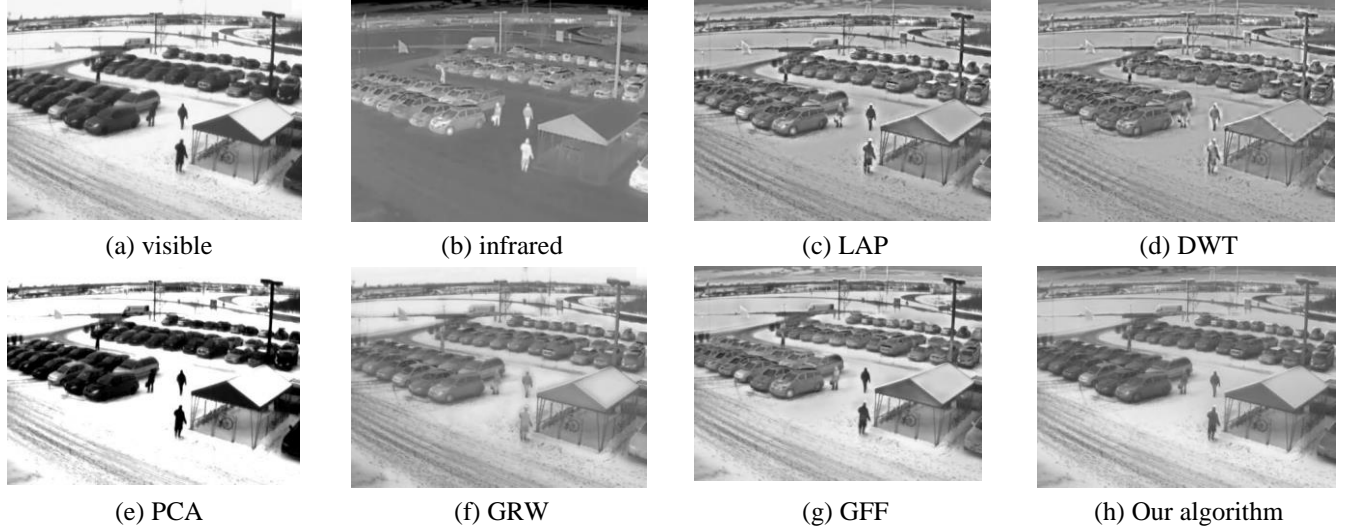 (a) visible
(b) infrared
(c) LAP
(d) DWT
(e) PCA
(f) GRW
(g) GFF
(h) Our algorithm